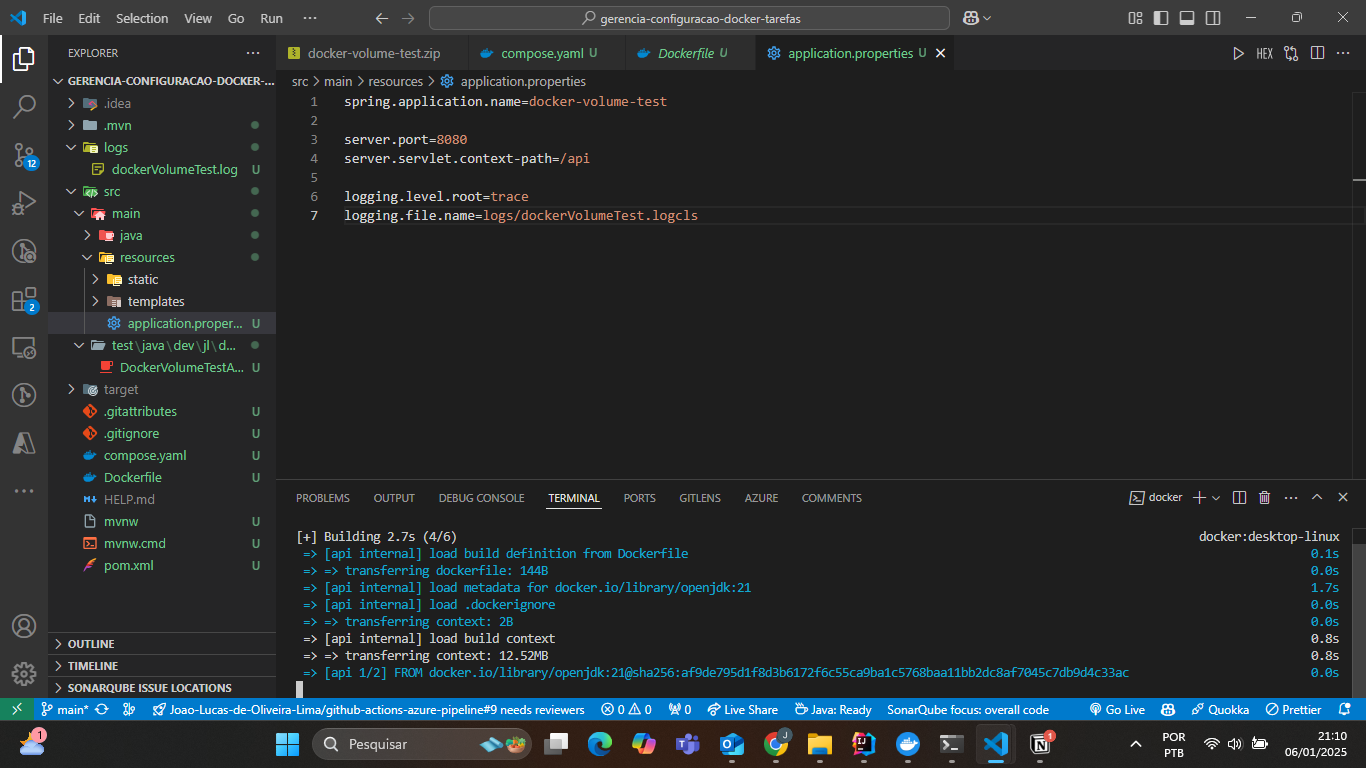 File Edit Selection View Go Run ··· gerencia-configuracao-docker-tarefas
EXPLORER ···
docker-volume-test.zip compose.yaml U Dockerfile U application.properties U HEX ···
GERENCIA-CONFIGURACAO-DOCKER-...
src > main > resources > application.properties
.idea
.mvn
logs
dockerVolumeTest.log U
src
main
java
resources
static
templates
application.proper... U
test\java\dev\jl\d...
DockerVolumeTestA... U
target
.gitattributes U
.gitignore U
compose.yaml U
Dockerfile U
HELP.md
mvnw U
mvnw.cmd U
pom.xml U
OUTLINE
TIMELINE
SONARQUBE ISSUE LOCATIONS
12
2
1 spring.application.name=docker-volume-test
2
3 server.port=8080
4 server.servlet.context-path=/api
5
6 logging.level.root=trace
7 logging.file.name=logs/dockerVolumeTest.logcls
PROBLEMS OUTPUT DEBUG CONSOLE TERMINAL PORTS GITLENS AZURE COMMENTS docker ···
[+] Building 2.7s (4/6) docker:desktop-linux
=> [api internal] load build definition from Dockerfile 0.1s
=> => transferring dockerfile: 144B 0.0s
=> [api internal] load metadata for docker.io/library/openjdk:21 1.7s
=> [api internal] load .dockerignore 0.0s
=> => transferring context: 2B 0.0s
=> [api internal] load build context 0.8s
=> => transferring context: 12.52MB 0.8s
=> [api 1/2] FROM docker.io/library/openjdk:21@sha256:af9de795d1f8d3b6172f6c55ca9ba1c5768baa11bb2dc8af7045c7db9d4c33ac 0.0s
main* Joao-Lucas-de-Oliveira-Lima/github-actions-azure-pipeline#9 needs reviewers 0 0 0 Live Share Java: Ready SonarQube focus: overall code Go Live Quokka Prettier
1 Pesquisar J 1 POR PTB 21:10 06/01/2025